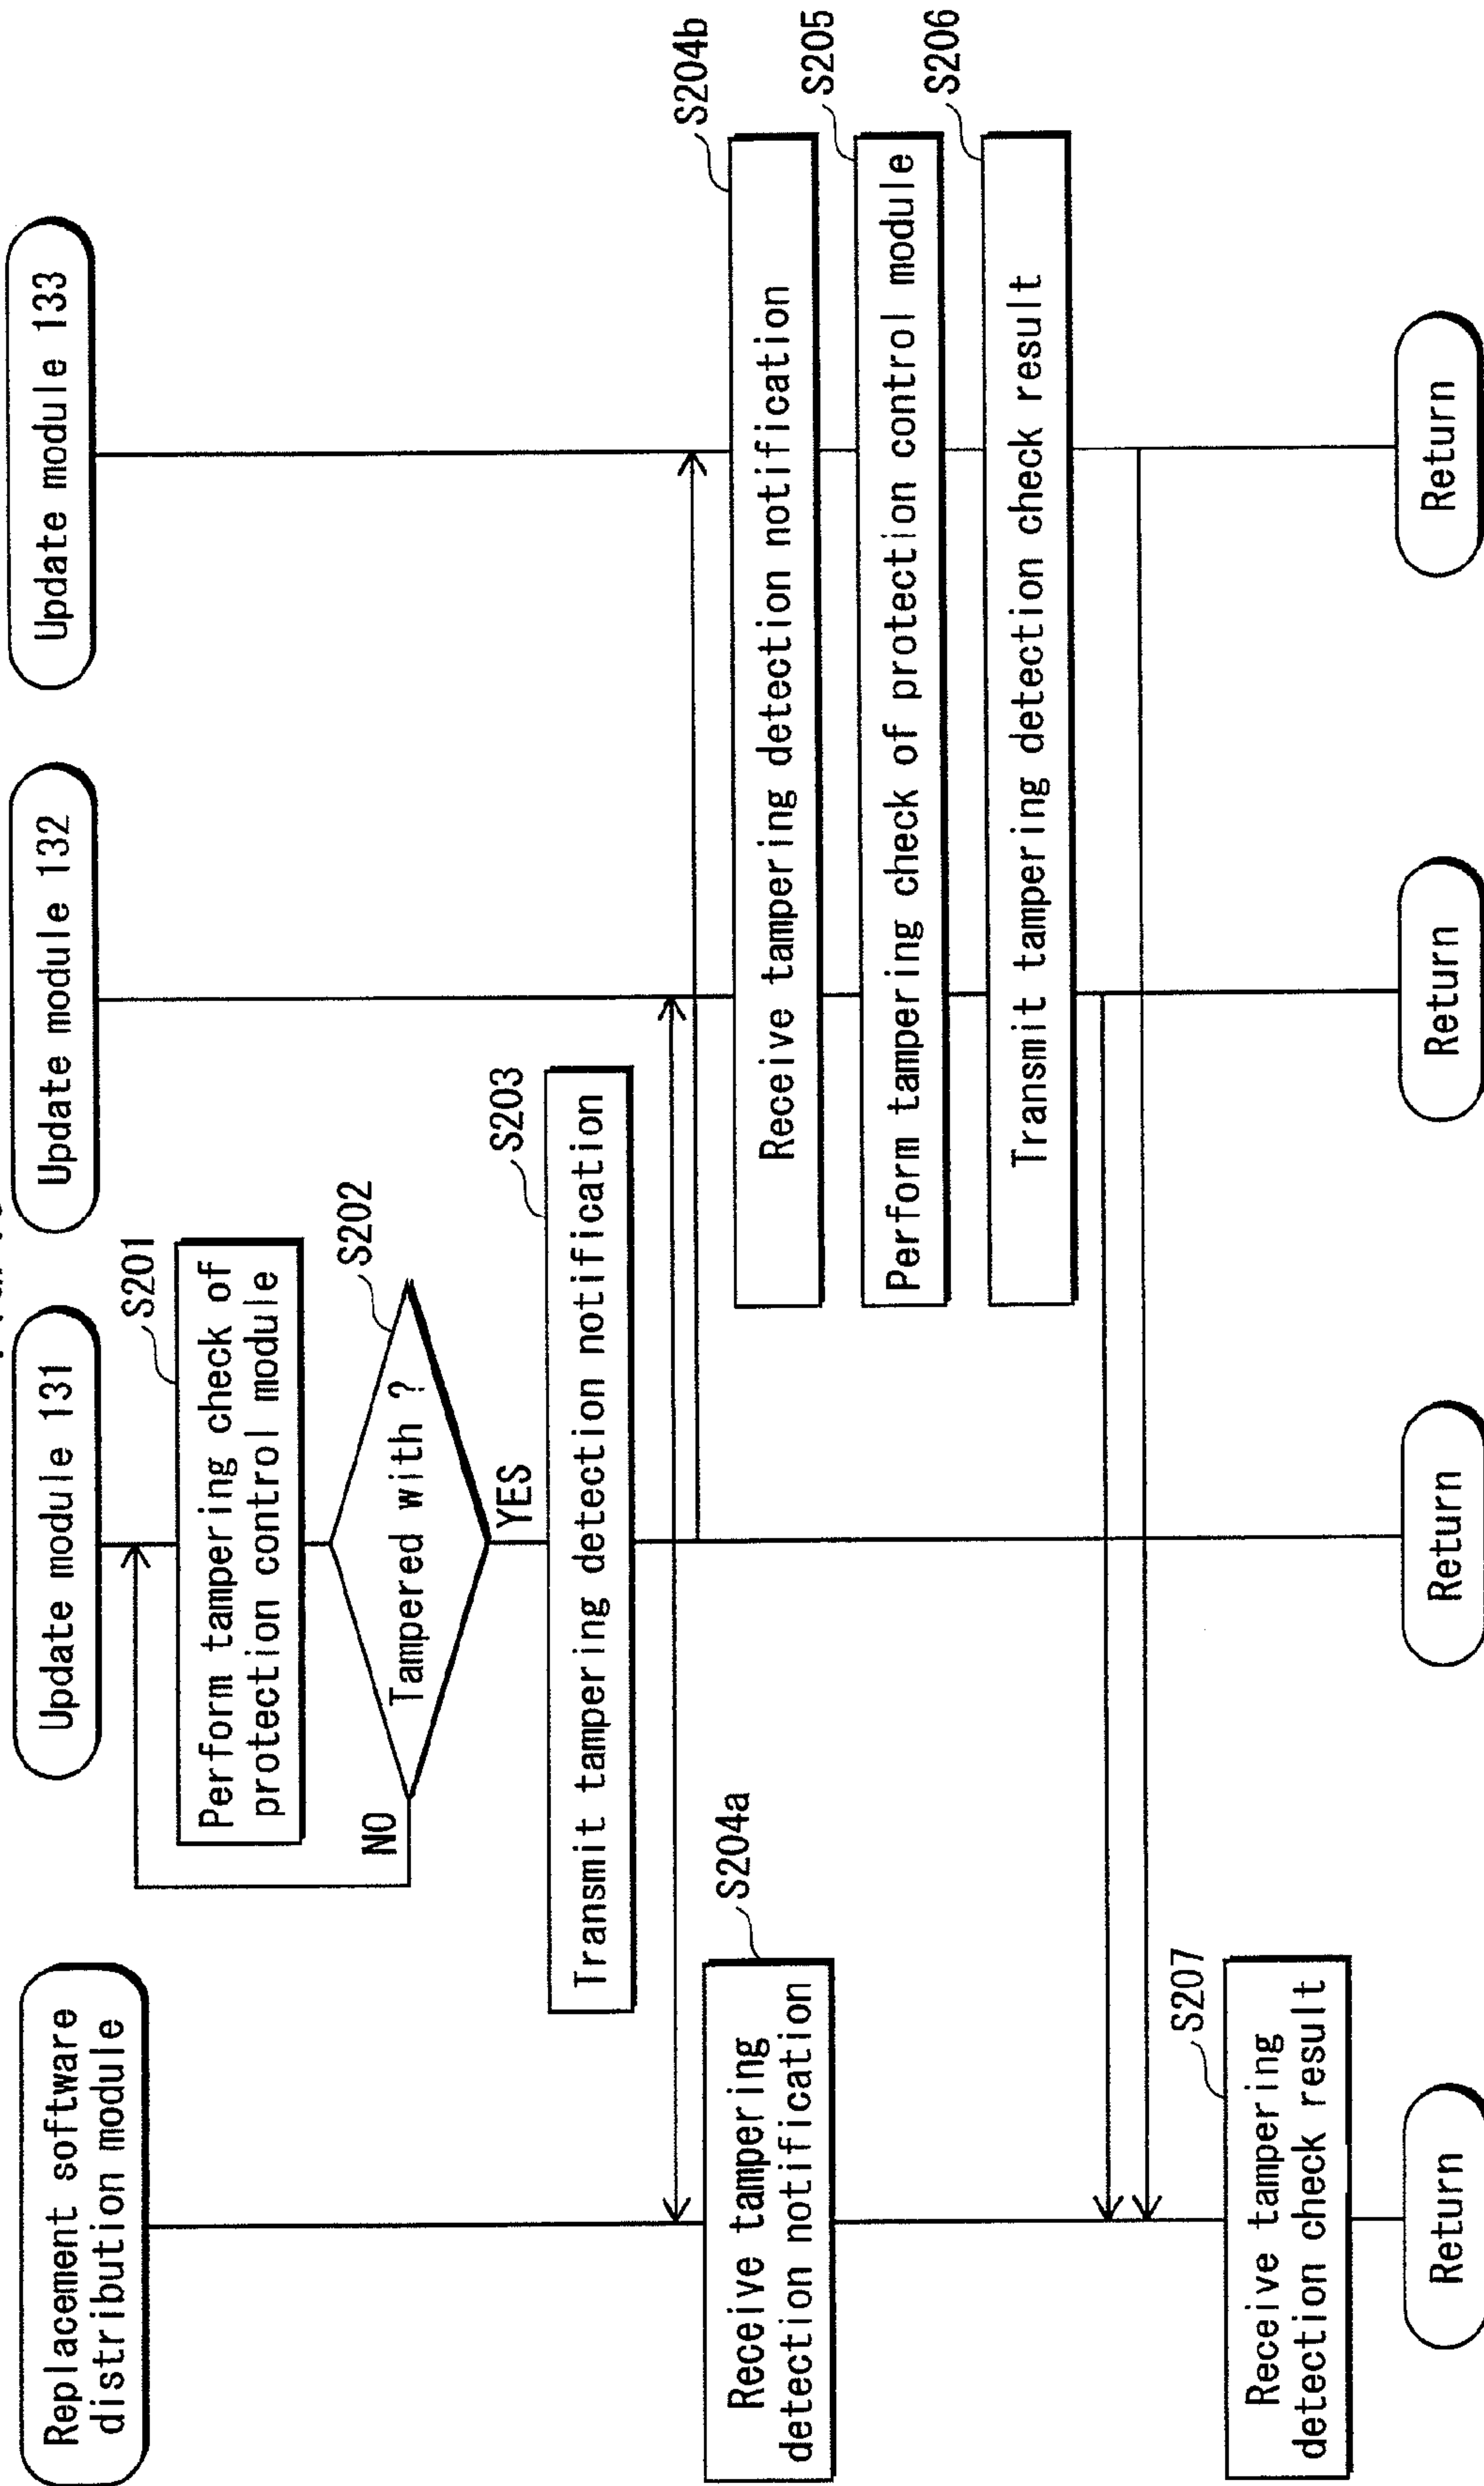 Replacement software
distribution module
Update module 131
Update module 132
Update module 133
S201
Perform tampering check of
protection control module
S202
Tampered with ?
NO
YES
S203
Transmit tampering detection notification
S204a
Receive tampering
detection notification
S204b
Receive tampering detection notification
S205
Perform tampering check of protection control module
S206
Transmit tampering detection check result
S207
Receive tampering
detection check result
Return
Return
Return
Return